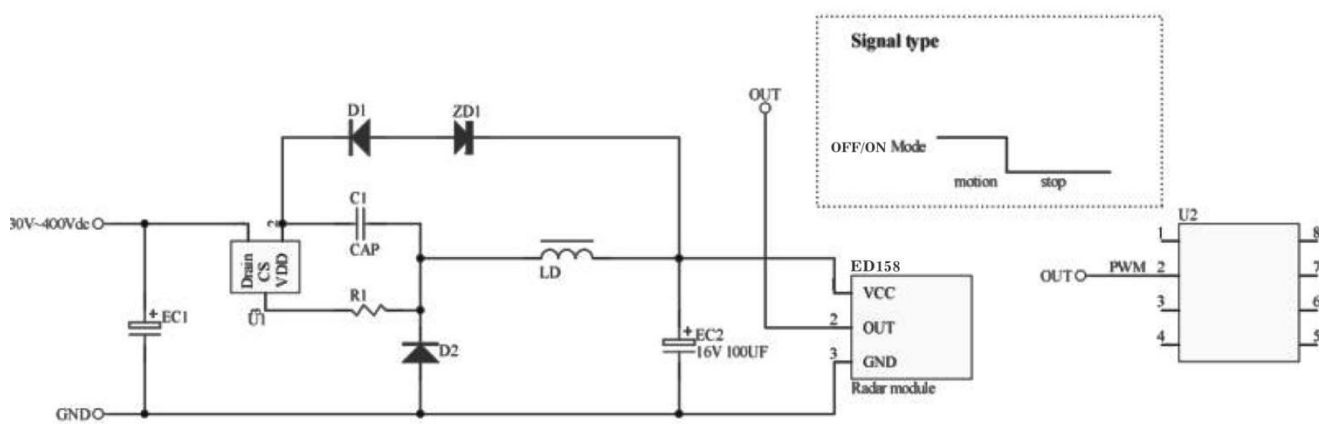 Signal type
OUT
D1
ZD1
OFF/ON Mode
motion
stop
C1
CAP
2
30V~400Vdc
Drain
CS
VDD
U1
R1
EC1
LD
D2
EC2
16V 100UF
ED158
VCC
2
OUT
3
GND
Radar module
GND
U2
1
2
3
4
8
7
6
5
OUT
PWM